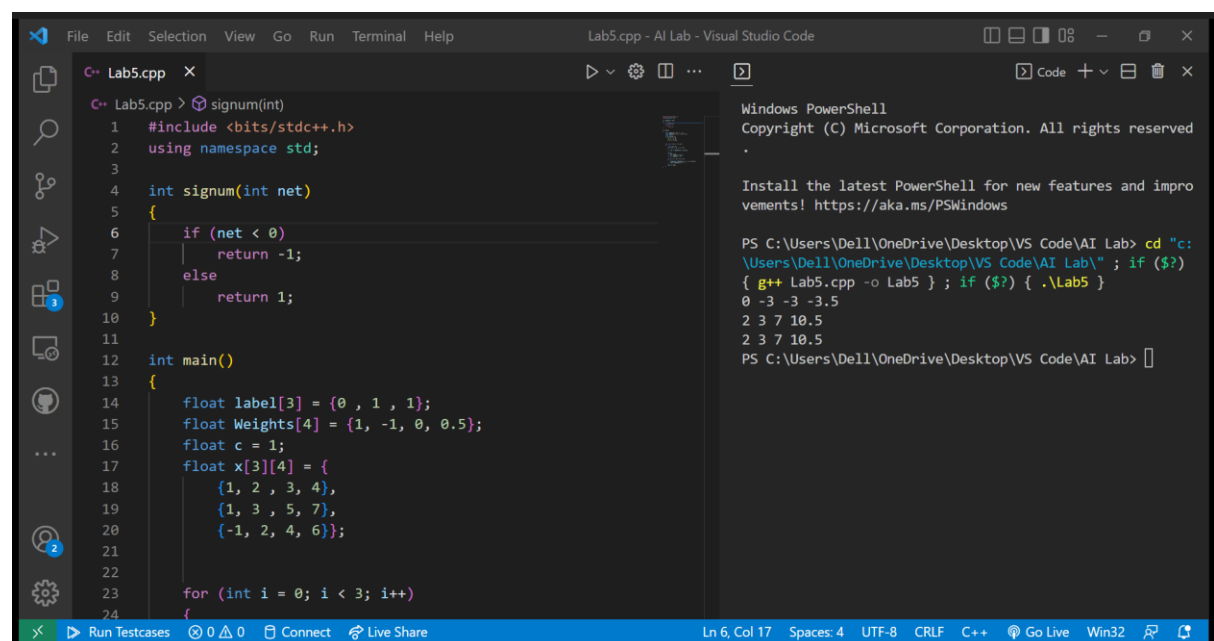 File Edit Selection View Go Run Terminal Help
Lab5.cpp - AI Lab - Visual Studio Code
Lab5.cpp
Lab5.cpp > signum(int)
1 #include <bits/stdc++.h>
2 using namespace std;
3
4 int signum(int net)
5 {
6 if (net < 0)
7 return -1;
8 else
9 return 1;
10 }
11
12 int main()
13 {
14 float label[3] = {0 , 1 , 1};
15 float Weights[4] = {1, -1, 0, 0.5};
16 float c = 1;
17 float x[3][4] = {
18 {1, 2 , 3, 4},
19 {1, 3 , 5, 7},
20 {-1, 2, 4, 6}};
21
22
23 for (int i = 0; i < 3; i++)
24 {
Code
Windows PowerShell
Copyright (C) Microsoft Corporation. All rights reserved
.
Install the latest PowerShell for new features and impro
vements! https://aka.ms/PSWindows
PS C:\Users\Dell\OneDrive\Desktop\VS Code\AI Lab> cd "c:
\Users\Dell\OneDrive\Desktop\VS Code\AI Lab\" ; if ($?)
{ g++ Lab5.cpp -o Lab5 } ; if ($?) { .\Lab5 }
0 -3 -3 -3.5
2 3 7 10.5
2 3 7 10.5
PS C:\Users\Dell\OneDrive\Desktop\VS Code\AI Lab>
3
2
Run Testcases 0 0 Connect Live Share
Ln 6, Col 17 Spaces: 4 UTF-8 CRLF C++ Go Live Win32